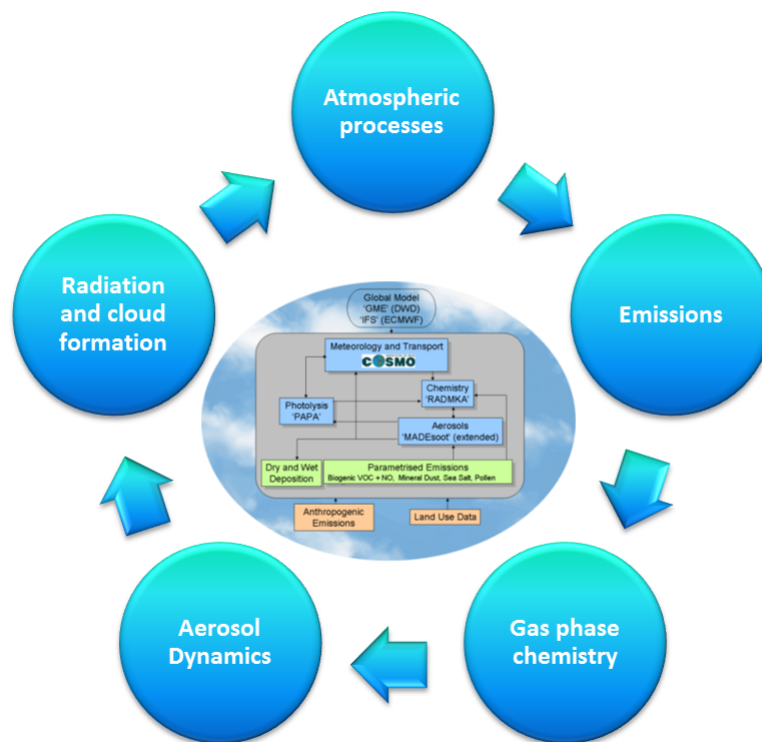 Atmospheric
processes
Radiation
and cloud
formation
Emissions
Global Model
'GME' (DWD)
'IFS' (ECMWF)
Meteorology and Transport
COSMO
Chemistry
'RADMKA'
Photolysis
'PAPA'
Aerosols
'MADEsoot' (extended)
Dry and Wet
Deposition
Parametrised Emissions
Biogenic VOC + NO, Mineral Dust, Sea Salt, Pollen
Anthropogenic
Emissions
Land Use Data
Aerosol
Dynamics
Gas phase
chemistry